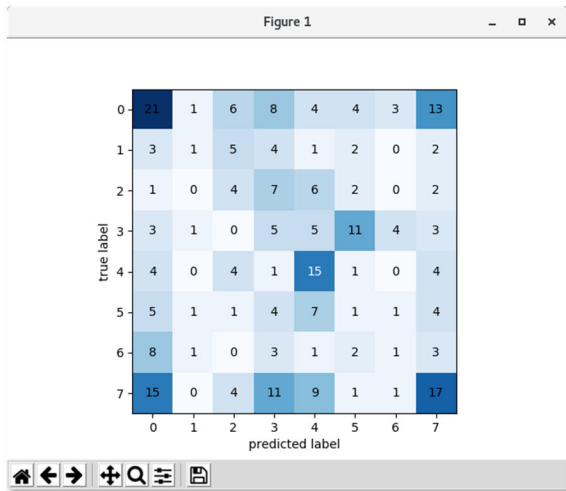 Figure 1
0 21 1 6 8 4 4 3 13
1 3 1 5 4 1 2 0 2
2 1 0 4 7 6 2 0 2
3 3 1 0 5 5 11 4 3
4 4 0 4 1 15 1 0 4
5 5 1 1 4 7 1 1 4
6 8 1 0 3 1 2 1 3
7 15 0 4 11 9 1 1 17
true label
0 1 2 3 4 5 6 7
predicted label